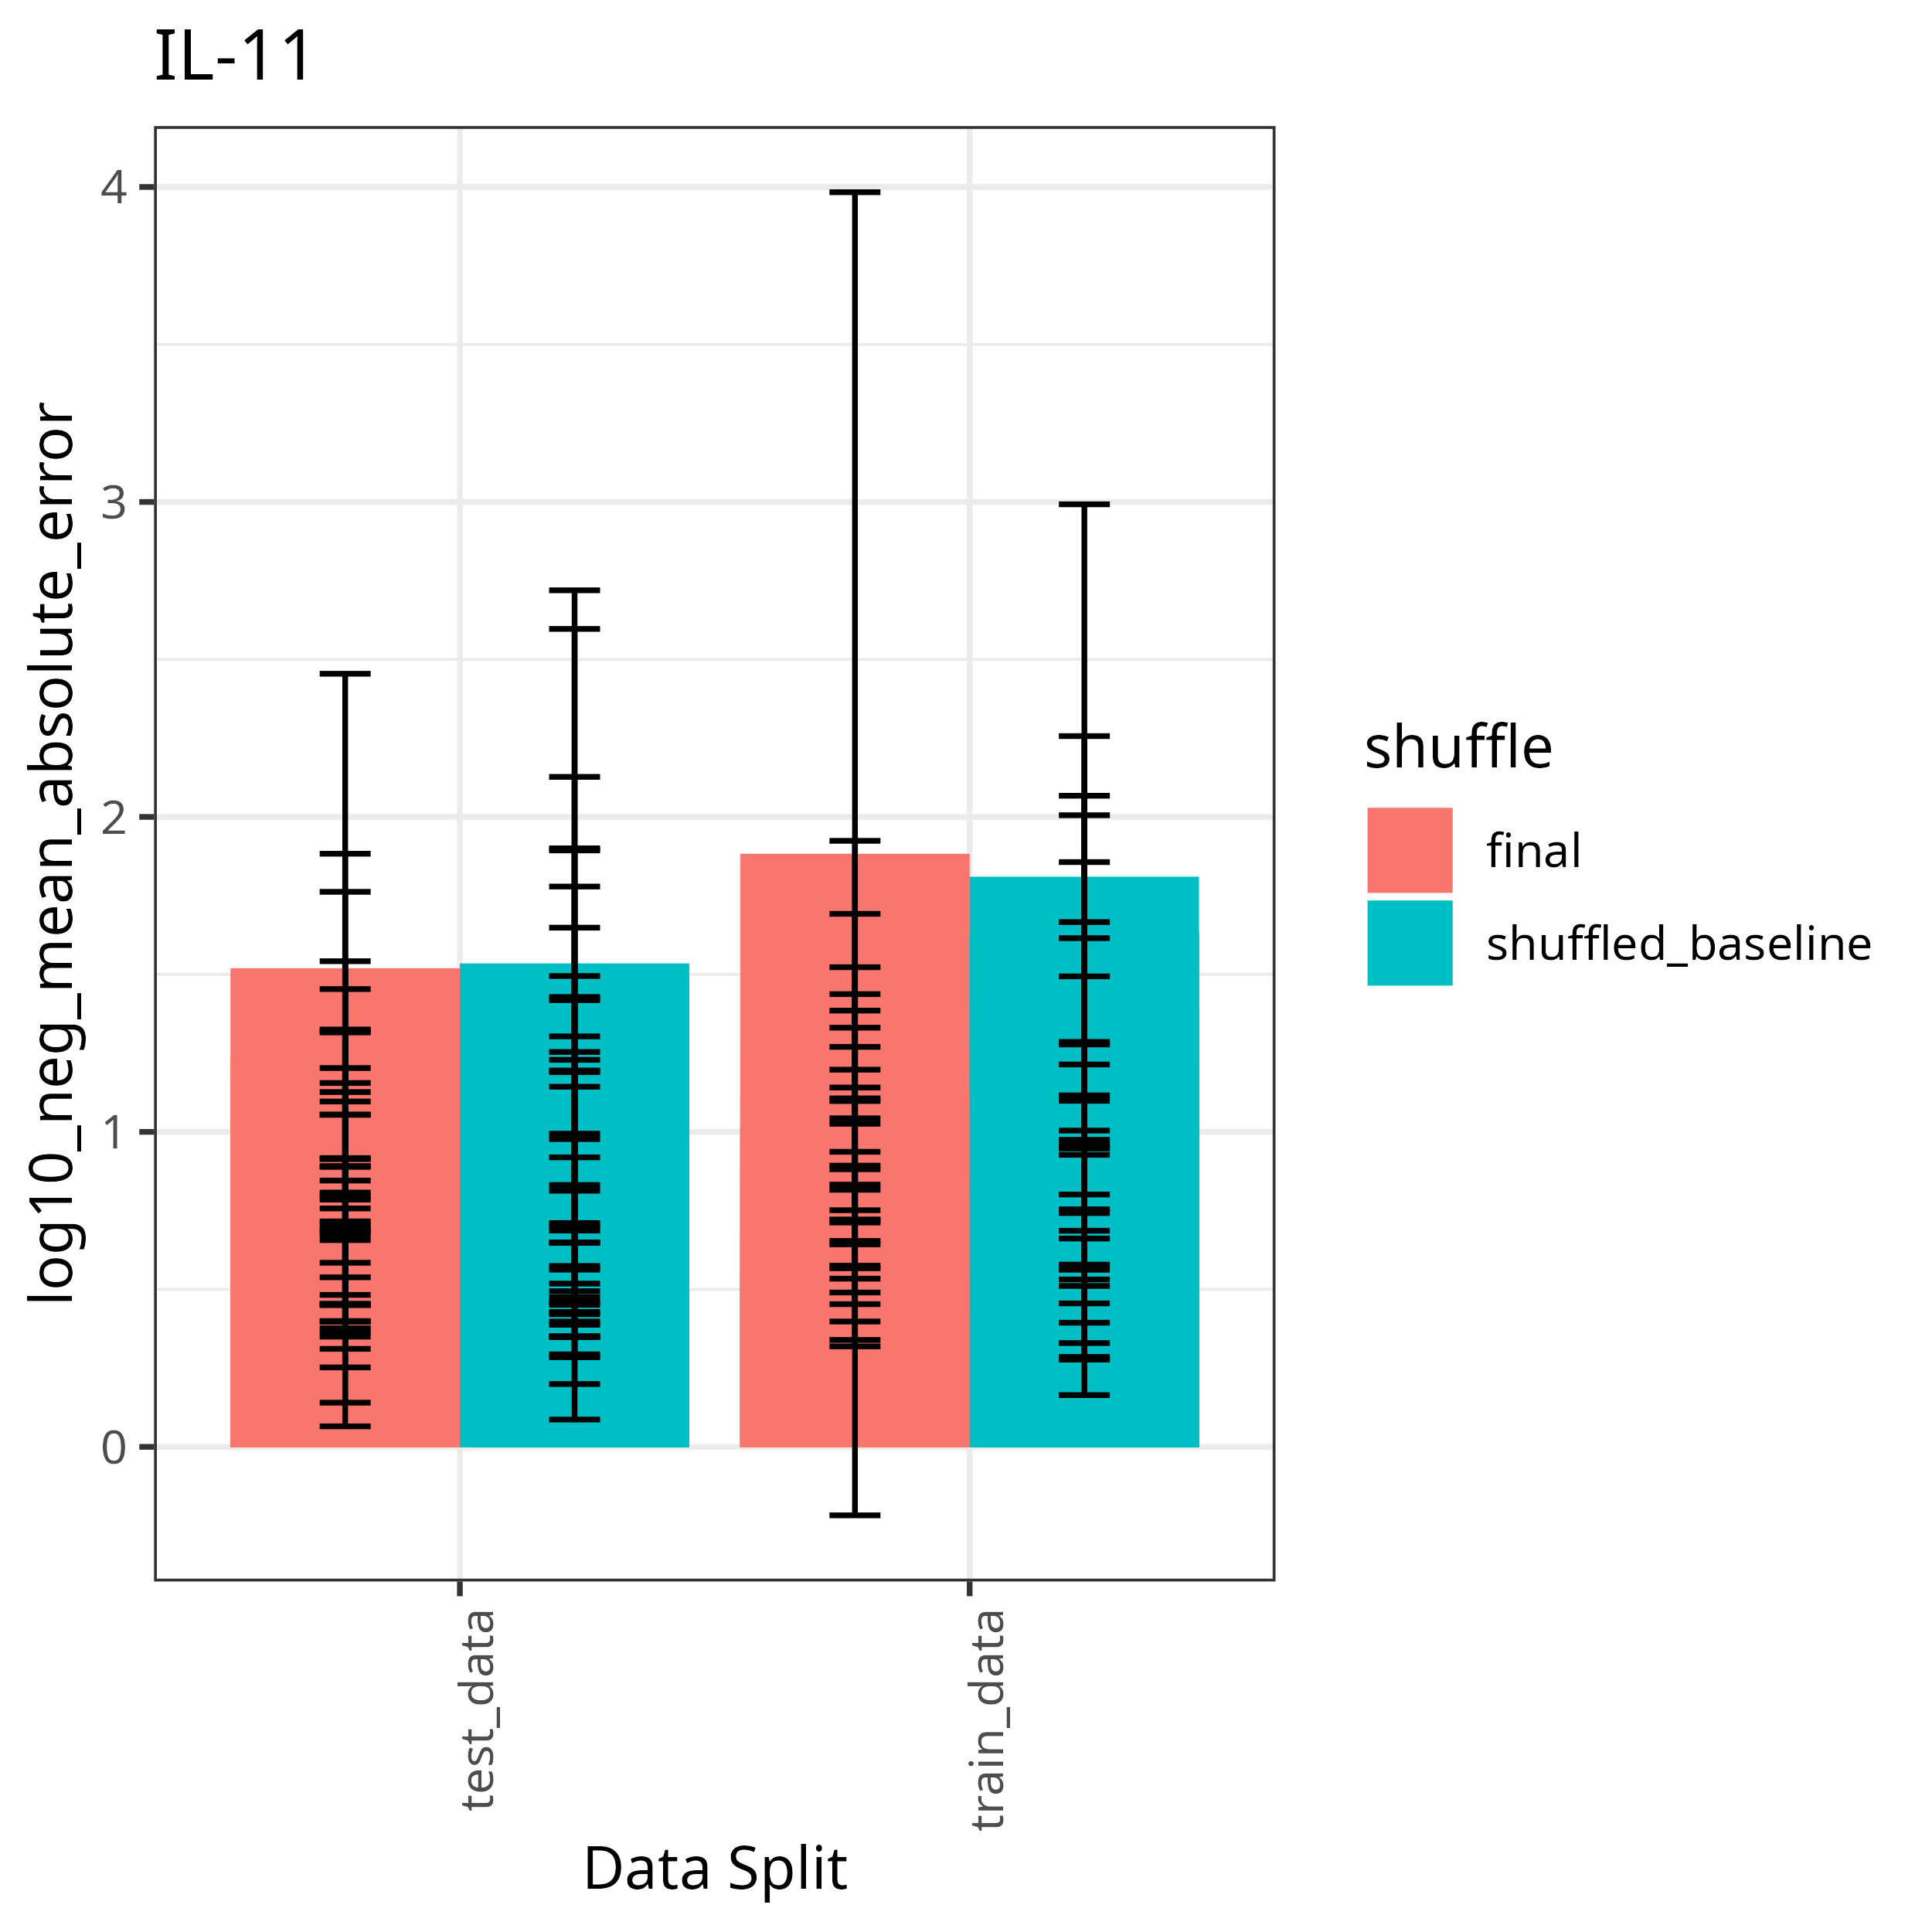 IL-11
log10_neg_mean_absolute_error
4
3
2
1
0
test_data
train_data
Data Split
shuffle
final
shuffled_baseline